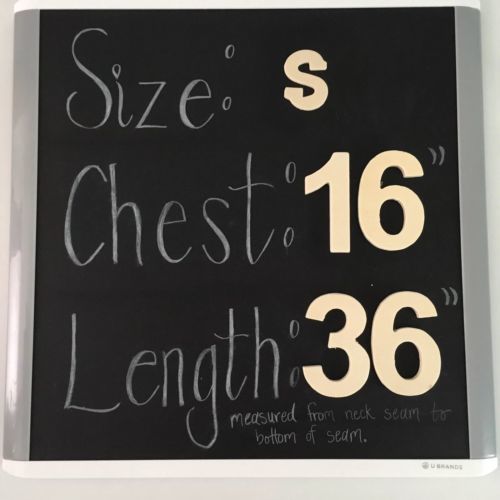 Size: S
Chest: 16"
Length: 36"
measured from neck seam to
bottom of seam.
U BRANDS